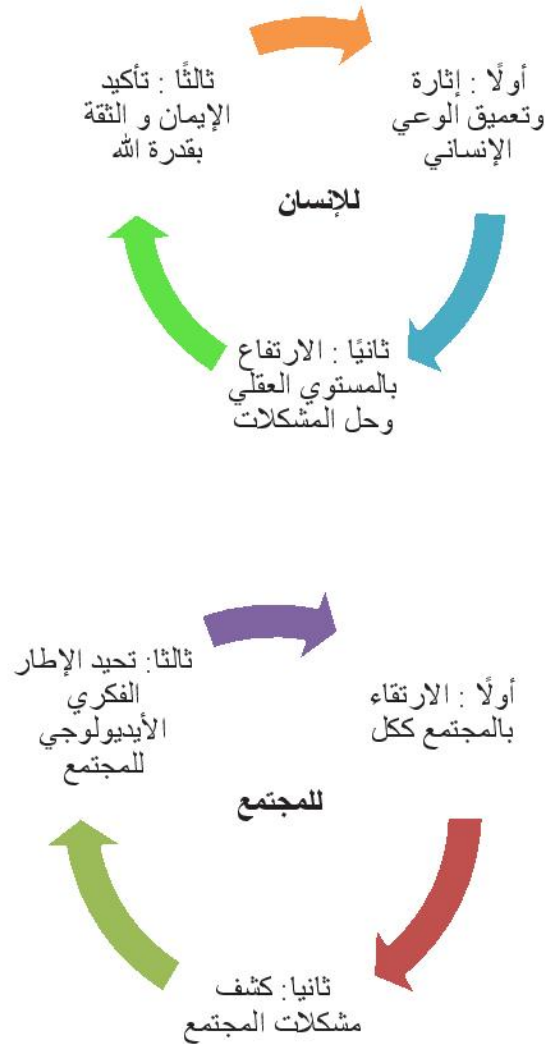 أولًا : إثارة
وتعميق الوعي
الإنساني
ثالثًا : تأكيد
الإيمان و الثقة
بقدرة الله
للإنسان
ثانيًا : الارتفاع
بالمستوي العقلي
وحل المشكلات
أولًا : الارتقاء
بالمجتمع ككل
ثالثا: تحيد الإطار
الفكري
الأيديولوجي
للمجتمع
للمجتمع
ثانيا: كشف
مشكلات المجتمع